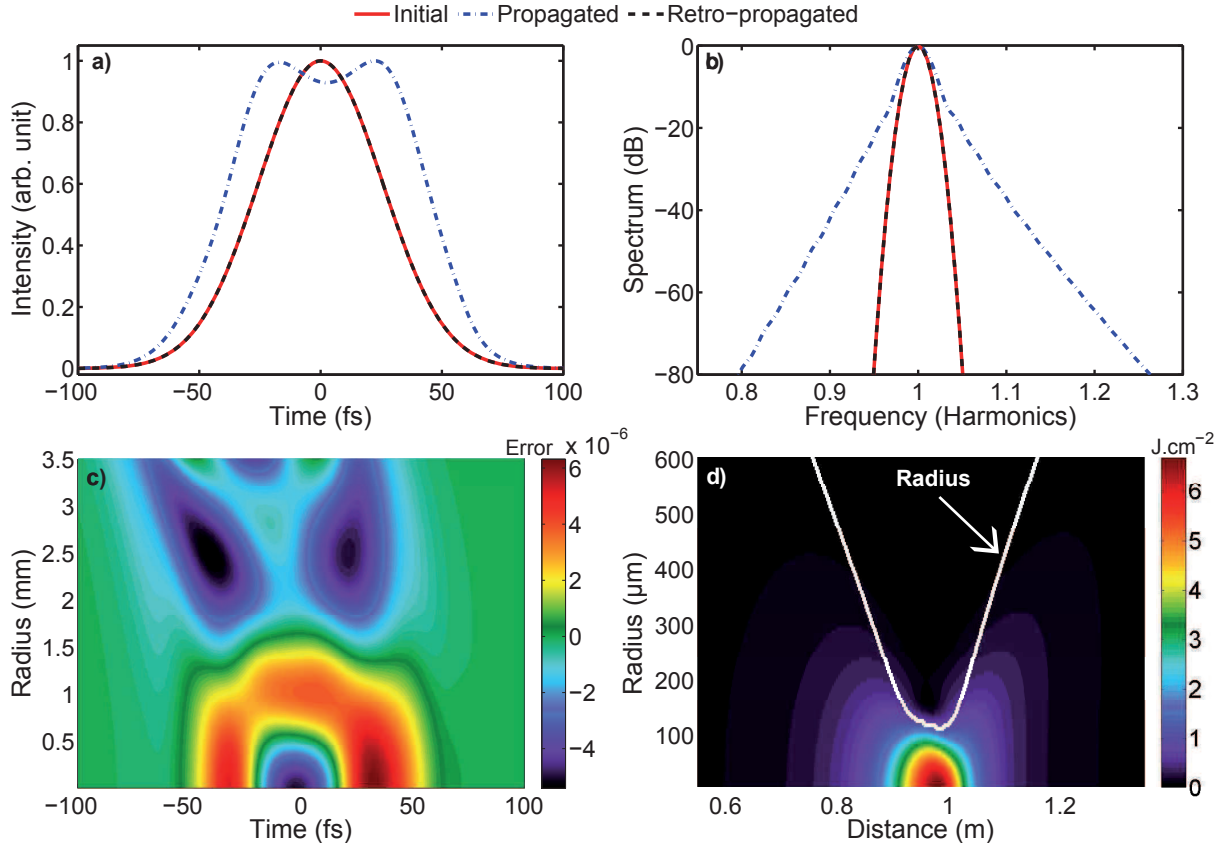 Initial Propagated Retro-propagated
a)
Intensity (arb. unit)
1
0.8
0.6
0.4
0.2
0
−100 −50 0 50 100
Time (fs)
b)
Spectrum (dB)
0
−20
−40
−60
−80
0.8 0.9 1 1.1 1.2 1.3
Frequency (Harmonics)
c)
Radius (mm)
3.5
3
2.5
2
1.5
1
0.5
−100 −50 0 50 100
Time (fs)
Error x 10⁻⁶
6
4
2
0
−2
−4
d)
Radius
Radius (µm)
600
500
400
300
200
100
0.6 0.8 1 1.2
Distance (m)
J.cm⁻²
6
5
4
3
2
1
0